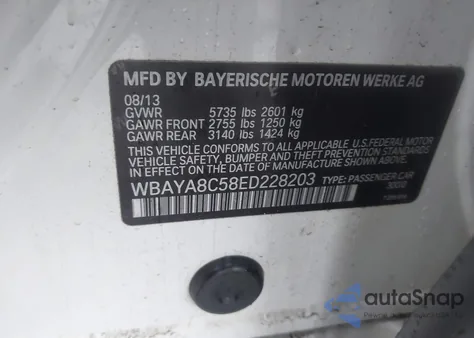 MFD BY BAYERISCHE MOTOREN WERKE AG
08/13
GVWR 5735 lbs 2601 kg
GAWR FRONT 2755 lbs 1250 kg
GAWR REAR 3140 lbs 1424 kg
THIS VEHICLE CONFORMS TO ALL APPLICABLE U.S.FEDERAL MOTOR
VEHICLE SAFETY, BUMPER, AND THEFT PREVENTION STANDARDS
IN EFFECT ON THE DATE OF MANUFACTURE SHOWN ABOVE.
WBAYA8C58ED228203 TYPE: PASSENGER CAR
autoSnap